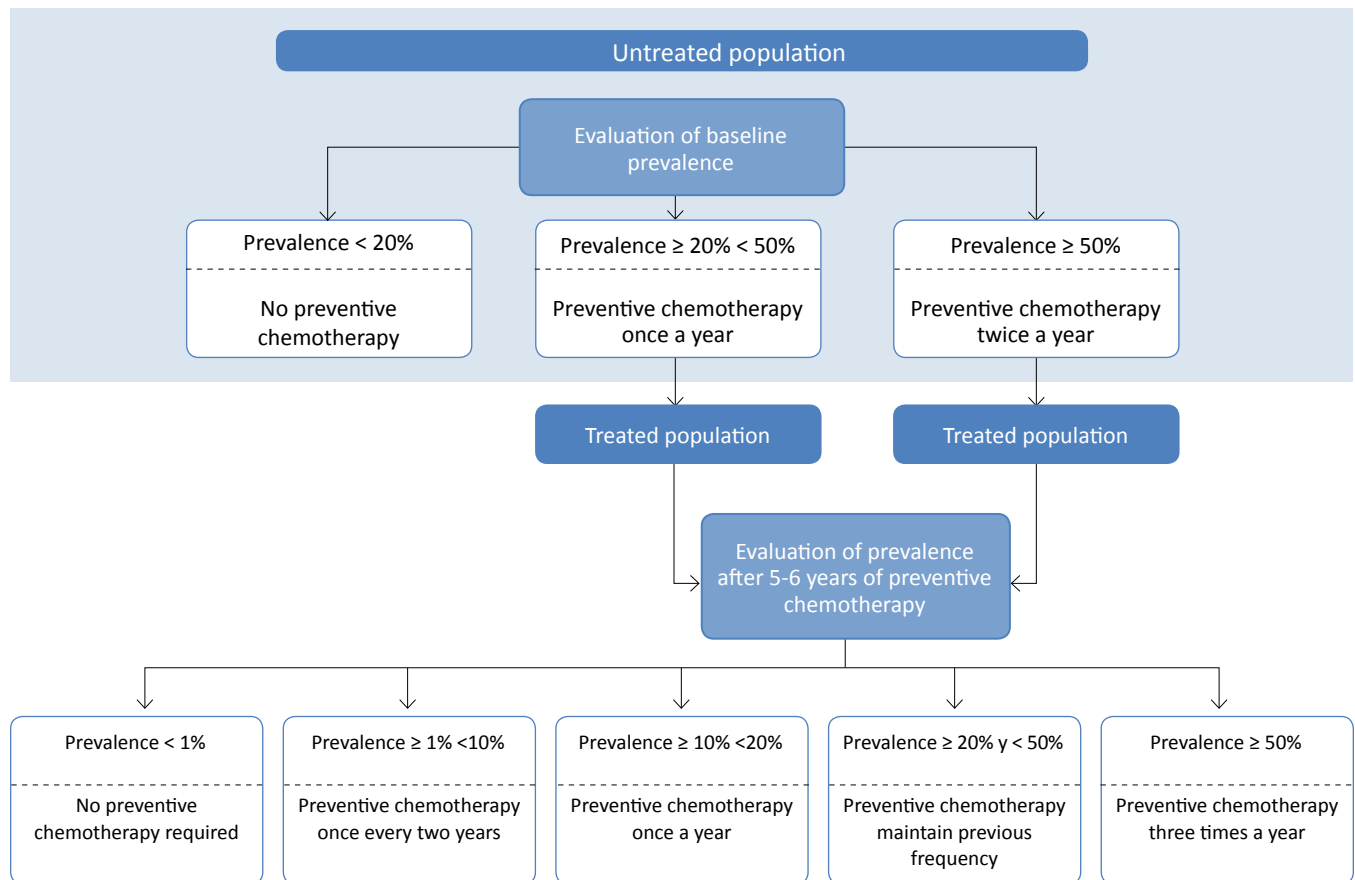 Untreated population
Evaluation of baseline
prevalence
Prevalence < 20%
No preventive
chemotherapy
Prevalence ≥ 20% < 50%
Preventive chemotherapy
once a year
Prevalence ≥ 50%
Preventive chemotherapy
twice a year
Treated population
Treated population
Evaluation of prevalence
after 5-6 years of preventive
chemotherapy
Prevalence < 1%
No preventive
chemotherapy required
Prevalence ≥ 1% <10%
Preventive chemotherapy
once every two years
Prevalence ≥ 10% <20%
Preventive chemotherapy
once a year
Prevalence ≥ 20% y < 50%
Preventive chemotherapy
maintain previous
frequency
Prevalence ≥ 50%
Preventive chemotherapy
three times a year